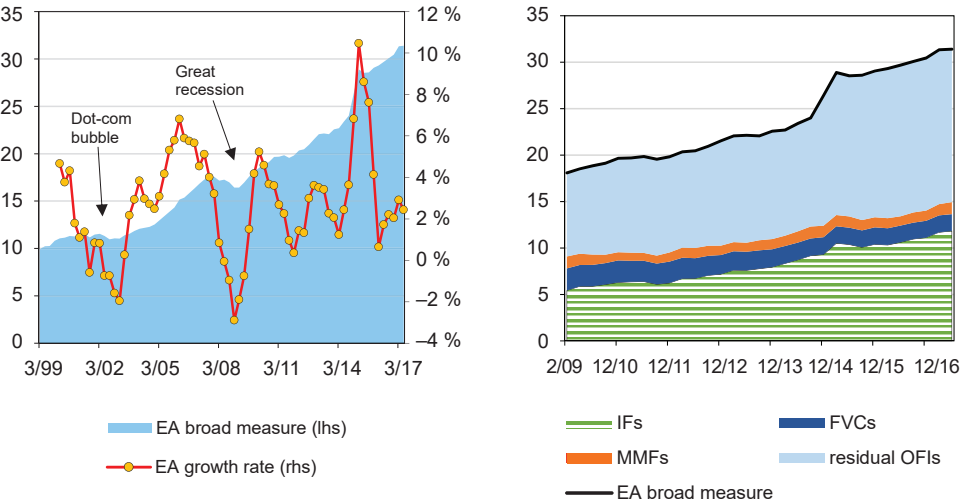 35
30
25
20
15
10
5
0
12 %
10 %
8 %
6 %
4 %
2 %
0 %
–2 %
–4 %
Dot-com
bubble
Great
recession
3/99 3/02 3/05 3/08 3/11 3/14 3/17
EA broad measure (lhs)
EA growth rate (rhs)
35
30
25
20
15
10
5
0
2/09 12/10 12/11 12/12 12/13 12/14 12/15 12/16
IFs FVCs
MMFs residual OFIs
EA broad measure